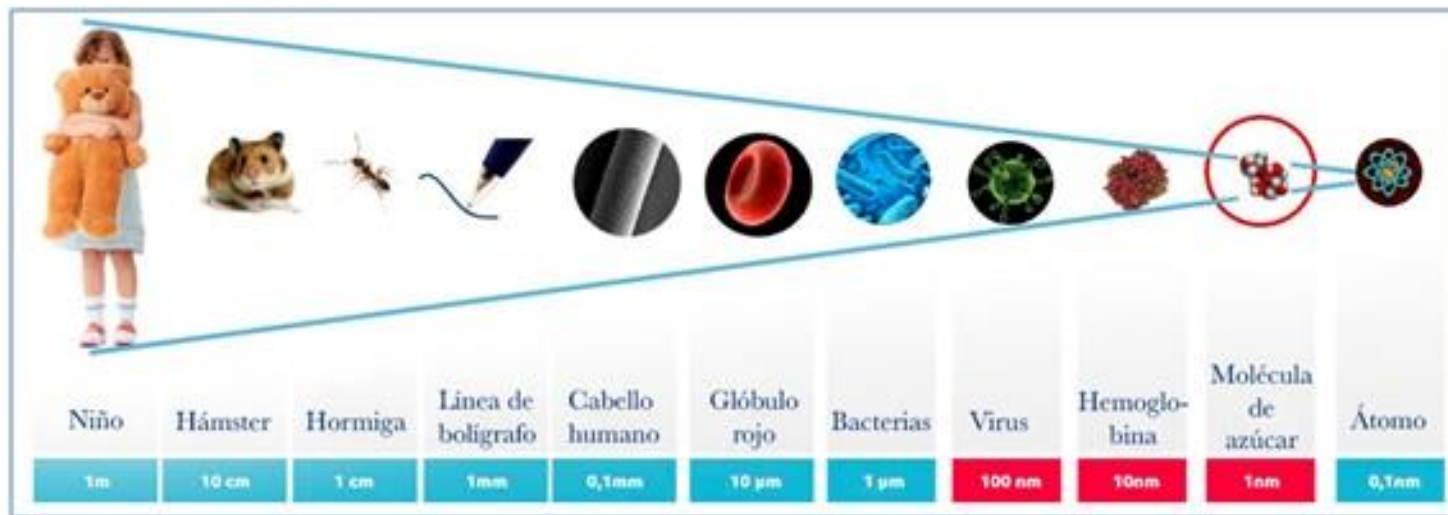 Niño
Hámster
Hormiga
Línea de
bolígrafo
Cabello
humano
Glóbulo
rojo
Bacterias
Virus
Hemoglo-
bina
Molécula
de
azúcar
Átomo
1m
10 cm
1 cm
1mm
0,1mm
10 µm
1 µm
100 nm
10nm
1nm
0,1nm